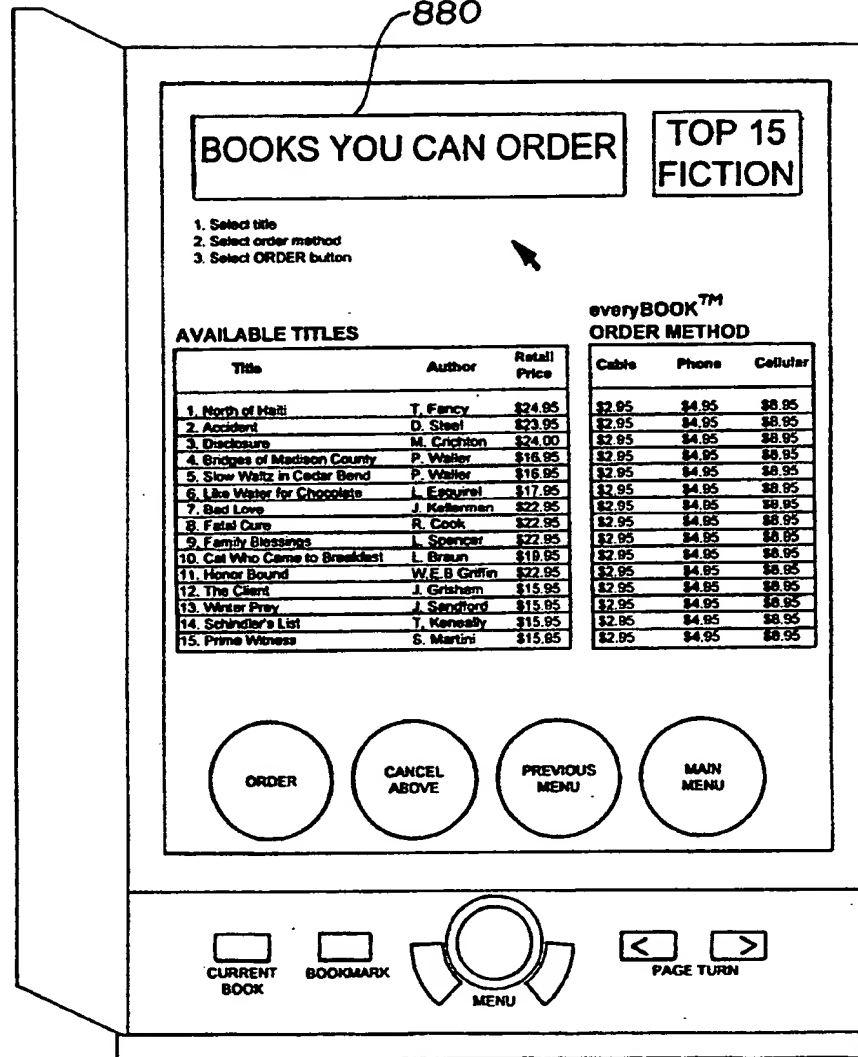 880
BOOKS YOU CAN ORDER
TOP 15
FICTION
1. Select title
2. Select order method
3. Select ORDER button
everyBOOK™
AVAILABLE TITLES
ORDER METHOD
Title Author Retail Price Cable Phone Cellular
1. North of Haiti T. Fancy $24.95 $2.95 $4.95 $8.95
2. Accident D. Steel $23.95 $2.95 $4.95 $8.95
3. Disclosure M. Crichton $24.00 $2.95 $4.95 $8.95
4. Bridges of Madison County P. Waller $16.95 $2.95 $4.95 $8.95
5. Slow Waltz in Cedar Bend P. Waller $16.95 $2.95 $4.95 $8.95
6. Like Water for Chocolate L. Esquirel $17.95 $2.95 $4.95 $8.95
7. Bad Love J. Kellerman $22.95 $2.95 $4.95 $8.95
8. Fatal Cure R. Cook $22.95 $2.95 $4.95 $8.95
9. Family Blessings L. Spencer $22.95 $2.95 $4.95 $8.95
10. Cat Who Came to Breakfast L. Braun $19.95 $2.95 $4.95 $8.95
11. Honor Bound W.E.B Griffin $22.95 $2.95 $4.95 $8.95
12. The Client J. Grisham $15.95 $2.95 $4.95 $8.95
13. Winter Prey J. Sandford $15.95 $2.95 $4.95 $8.95
14. Schindler's List T. Keneally $15.95 $2.95 $4.95 $8.95
15. Prime Witness S. Martini $15.95 $2.95 $4.95 $8.95
ORDER
CANCEL
ABOVE
PREVIOUS
MENU
MAIN
MENU
< >
CURRENT
BOOK
BOOKMARK
MENU
PAGE TURN